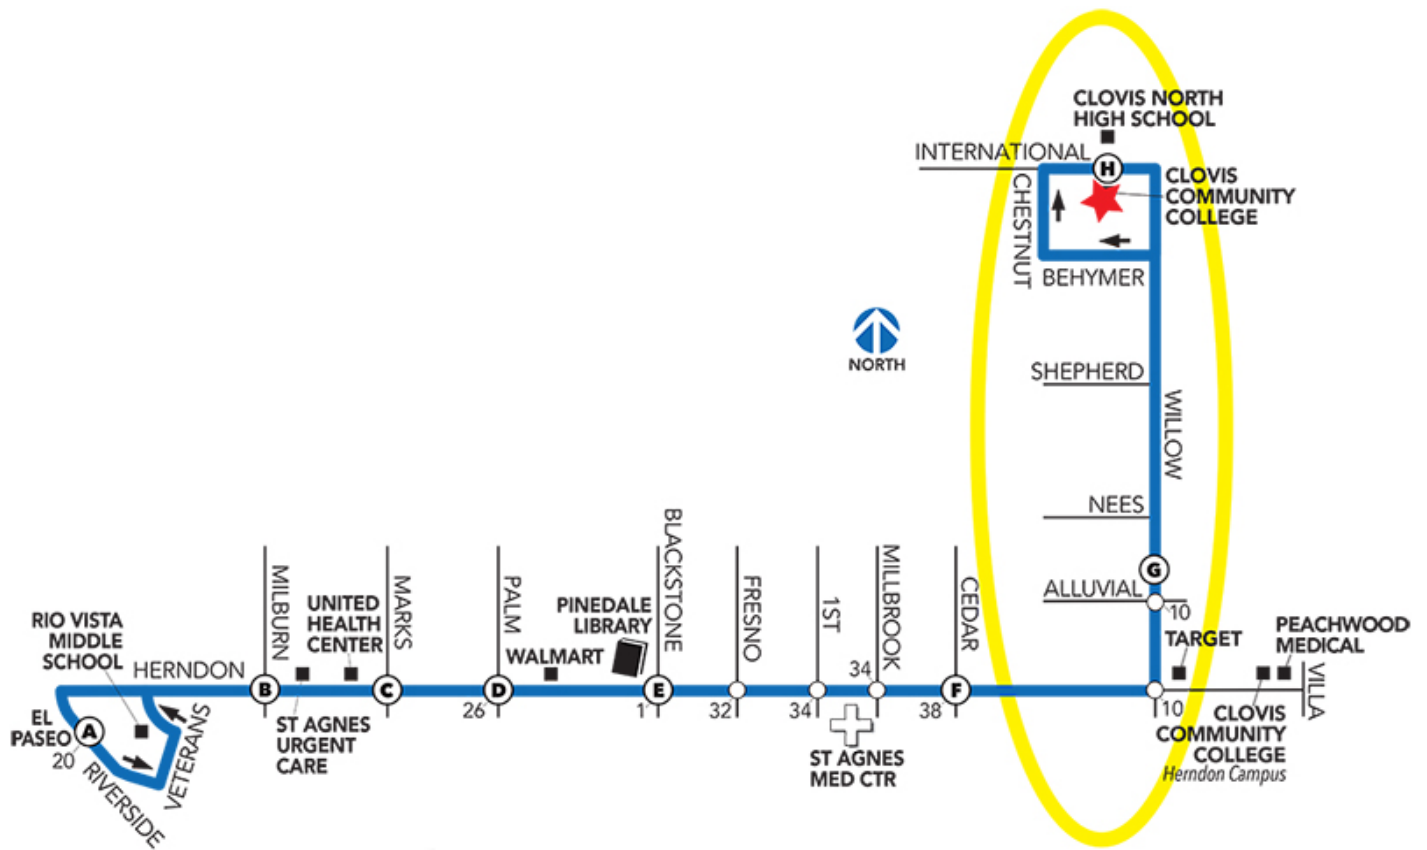 CLOVIS NORTH
HIGH SCHOOL
INTERNATIONAL
H
CLOVIS
COMMUNITY
COLLEGE
CHESTNUT
BEHYMER
NORTH
SHEPHERD
WILLOW
NEES
G
ALLUVIAL
10
TARGET
PEACHWOOD
MEDICAL
VILLA
10
CLOVIS
COMMUNITY
COLLEGE
Herndon Campus
RIO VISTA
MIDDLE
SCHOOL
HERNDON
EL
PASEO
A
20
RIVERSIDE
VETERANS
MILBURN
B
ST AGNES
URGENT
CARE
UNITED
HEALTH
CENTER
MARKS
C
PALM
D
26
WALMART
PINEDALE
LIBRARY
BLACKSTONE
E
1
FRESNO
32
1ST
34
MILLBROOK
34
ST AGNES
MED CTR
CEDAR
F
38